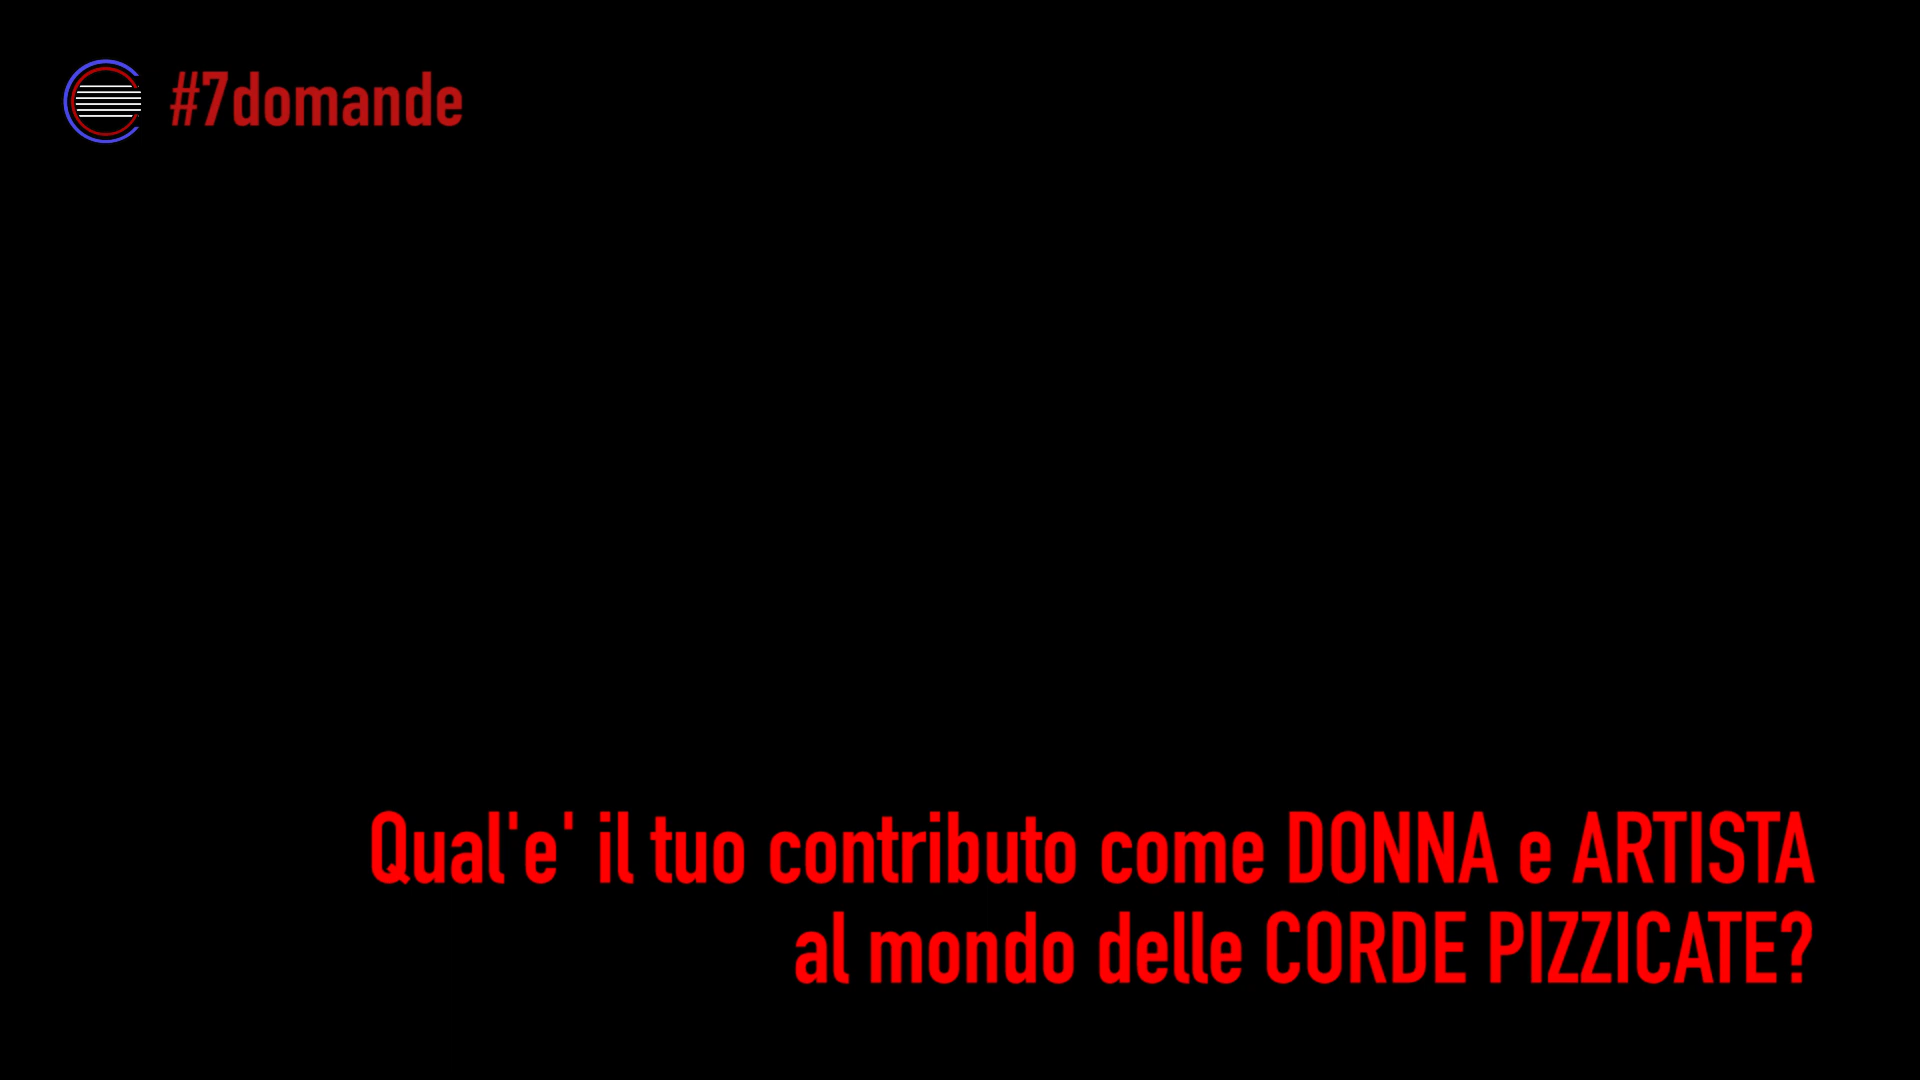 #7domande
Qual'e' il tuo contributo come DONNA e ARTISTA
al mondo delle CORDE PIZZICATE?